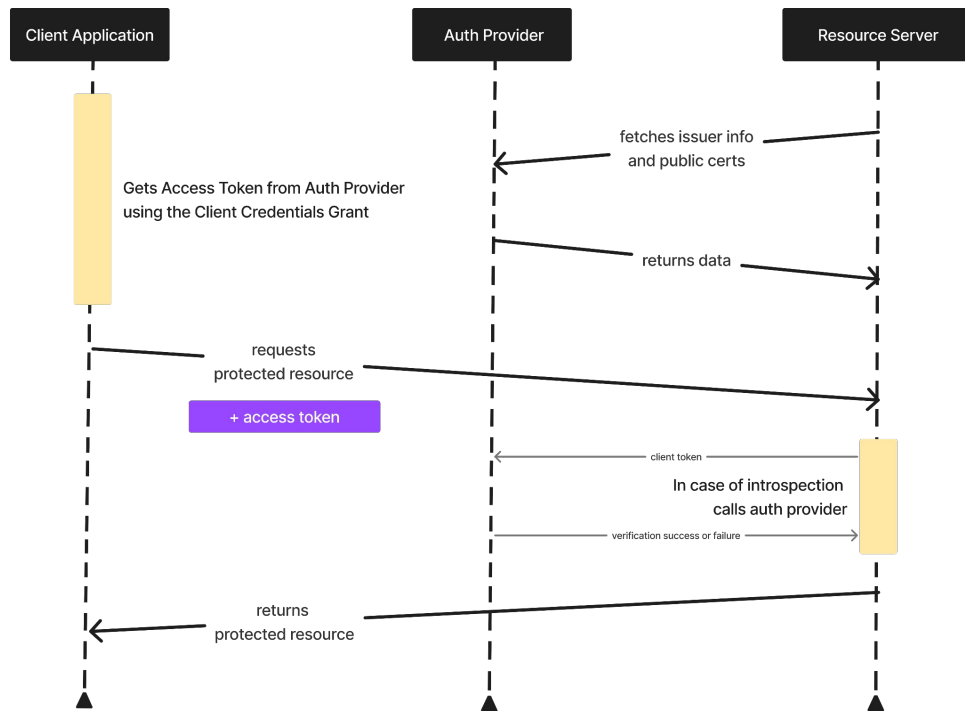 Client Application
Auth Provider
Resource Server
fetches issuer info
and public certs
Gets Access Token from Auth Provider
using the Client Credentials Grant
returns data
requests
protected resource
+ access token
client token
In case of introspection
calls auth provider
verification success or failure
returns
protected resource